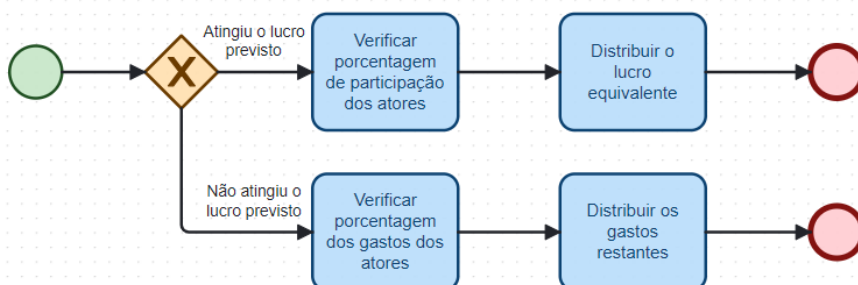 Atingiu o lucro
previsto
Verificar
porcentagem
de participação
dos atores
Distribuir o
lucro
equivalente
X
Não atingiu o
lucro previsto
Verificar
porcentagem
dos gastos dos
atores
Distribuir os
gastos
restantes